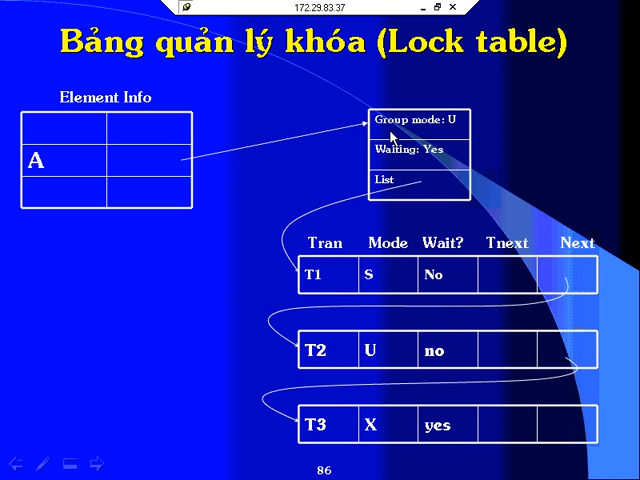 172.29.83.37
Bảng quản lý khóa (Lock table)
Element Info
A
Group mode: U
Waiting: Yes
List
Tran Mode Wait? Tnext Next
T1 S No
T2 U no
T3 X yes
86